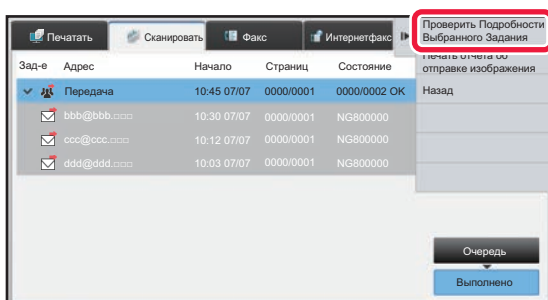 Печатать Сканировать Факс Интернетфакс
Проверить Подробности
Выбранного Задания
Печать отчета об
отправке изображения
Назад
Зад-е Адрес Начало Страниц Состояние
Передача 10:45 07/07 0000/0001 0000/0002 OK
bbb@bbb.□□□ 10:30 07/07 0000/0001 NG800000
ccc@ccc.□□□ 10:12 07/07 0000/0001 NG800000
ddd@ddd.□□□ 10:03 07/07 0000/0001 NG800000
Очередь
Выполнено